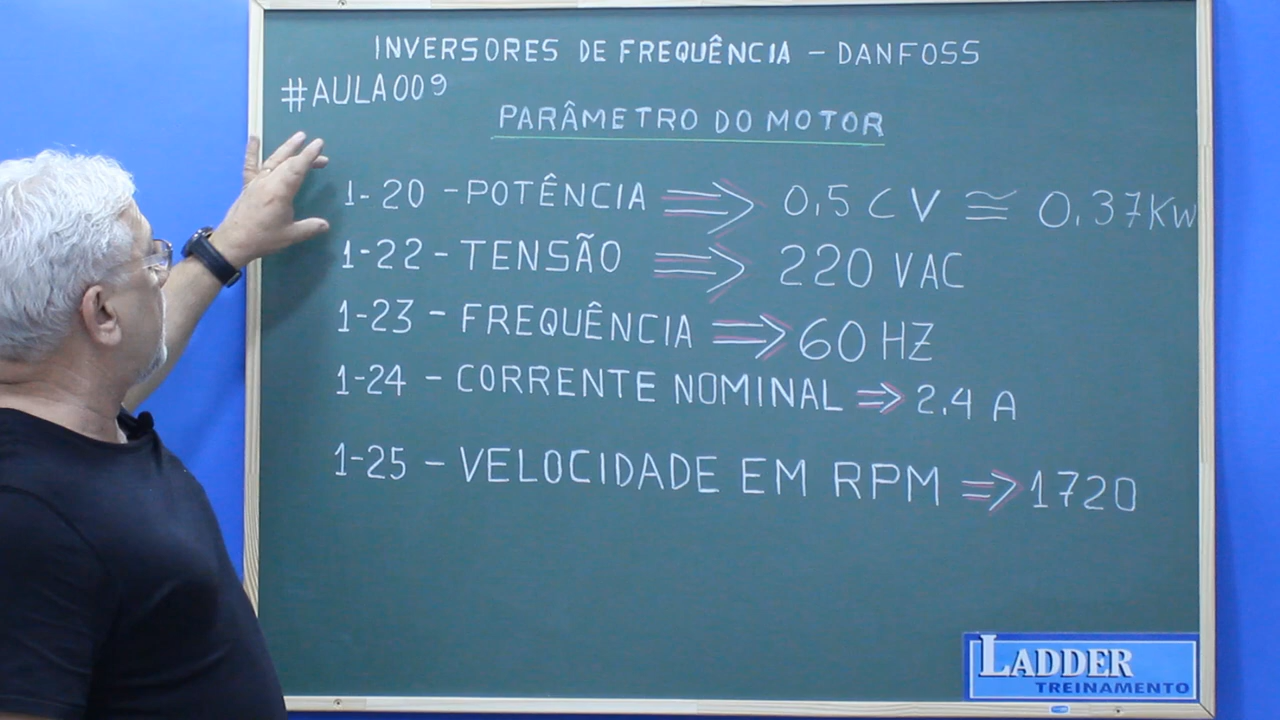 INVERSORES DE FREQUÊNCIA – DANFOSS
#AULA009
PARÂMETRO DO MOTOR
1-20 - POTÊNCIA ⇒ 0,5 CV ≅ 0,37Kw
1-22 - TENSÃO ⇒ 220 VAC
1-23 - FREQUÊNCIA ⇒ 60 HZ
1-24 - CORRENTE NOMINAL ⇒ 2.4 A
1-25 - VELOCIDADE EM RPM ⇒ 1720
LADDER
TREINAMENTO